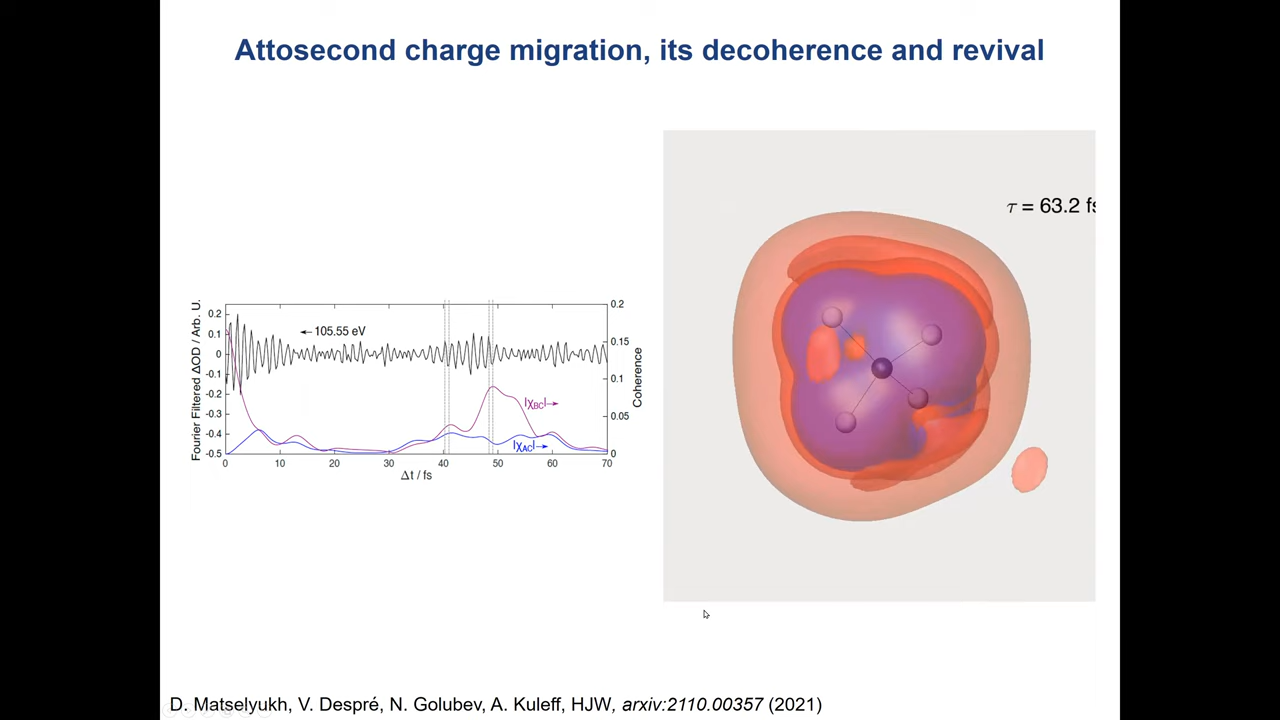 Attosecond charge migration, its decoherence and revival
τ = 63.2 fs
Fourier Filtered ΔOD / Arb. U.
0.2
0.1
0
-0.1
-0.2
-0.3
-0.4
-0.5
←105.55 eV
|χBC|→
|χAC|→
0.2
0.15
0.1
0.05
0
Coherence
0 10 20 30 40 50 60 70
Δt / fs
D. Matselyukh, V. Despré, N. Golubev, A. Kuleff, HJW, arxiv:2110.00357 (2021)